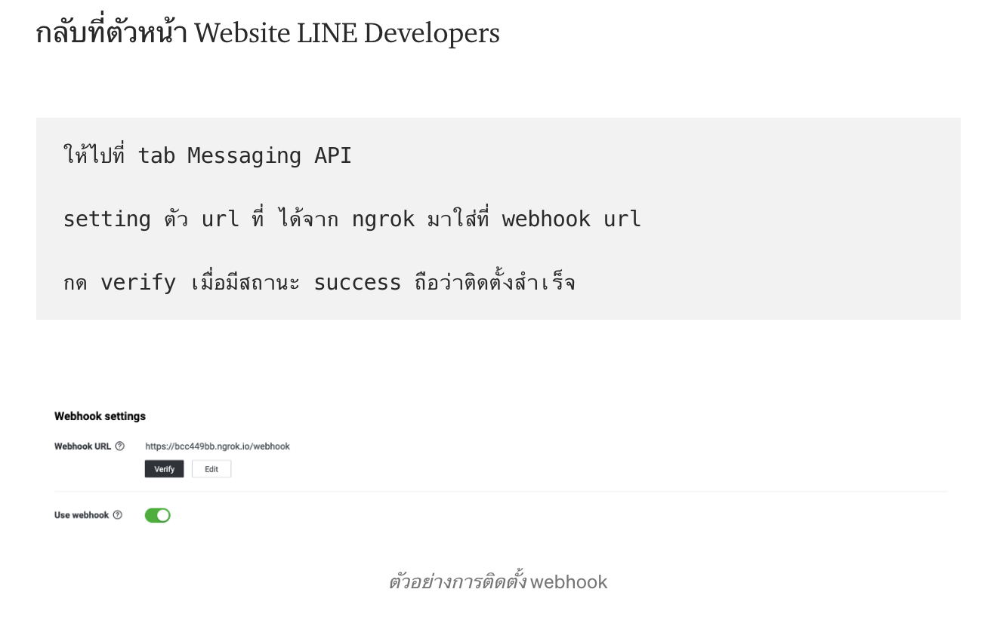 กลับที่ตัวหน้า Website LINE Developers
ให้ไปที่ tab Messaging API
setting ตัว url ที่ ได้จาก ngrok มาใส่ที่ webhook url
กด verify เมื่อมีสถานะ success ถือว่าติดตั้งสำเร็จ
Webhook settings
Webhook URL ? https://bcc449bb.ngrok.io/webhook
Verify Edit
Use webhook ?
ตัวอย่างการติดตั้ง webhook